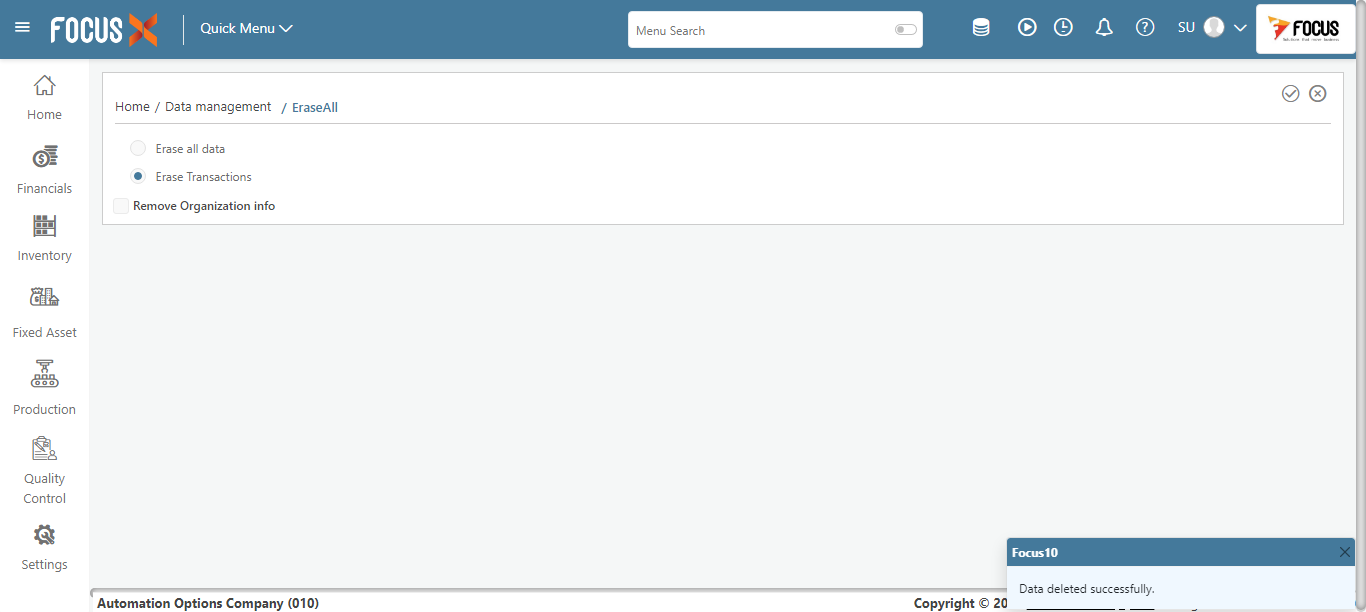 FOCUS X
Quick Menu
Menu Search
SU
FOCUS
Home
Financials
Inventory
Fixed Asset
Production
Quality
Control
Settings
Home / Data management / EraseAll
Erase all data
Erase Transactions
Remove Organization info
Focus10
Data deleted successfully.
Automation Options Company (010)
Copyright © 20